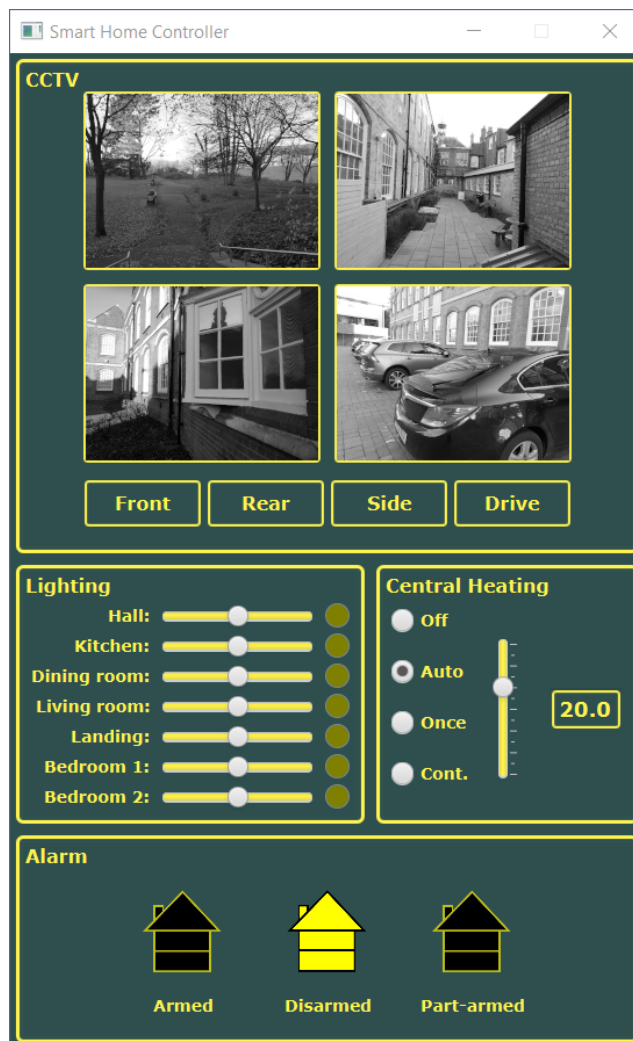 Smart Home Controller
CCTV
Front Rear Side Drive
Lighting
Hall:
Kitchen:
Dining room:
Living room:
Landing:
Bedroom 1:
Bedroom 2:
Central Heating
Off
Auto
Once
Cont.
20.0
Alarm
Armed Disarmed Part-armed